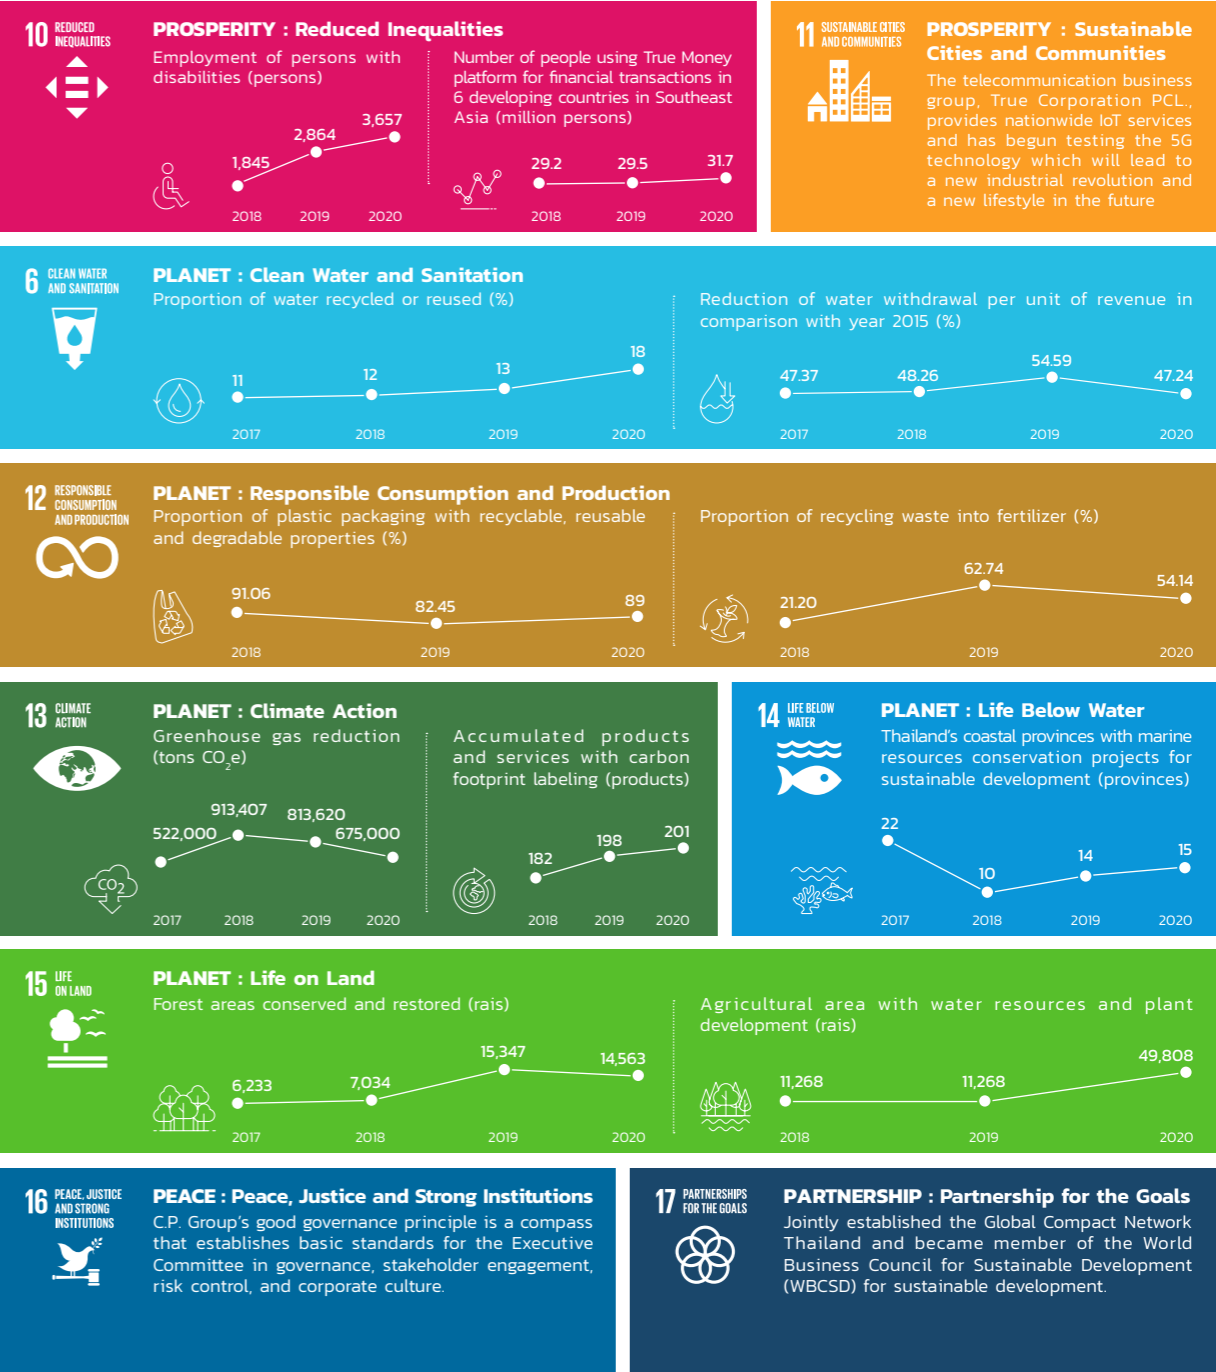 10 REDUCED
INEQUALITIES
PROSPERITY : Reduced Inequalities
Employment of persons with
disabilities (persons)
1,845
2,864
3,657
2018 2019 2020
Number of people using True Money
platform for financial transactions in
6 developing countries in Southeast
Asia (million persons)
29.2 29.5 31.7
2018 2019 2020
11 SUSTAINABLE CITIES
AND COMMUNITIES
PROSPERITY : Sustainable
Cities and Communities
The telecommunication business
group, True Corporation PCL.,
provides nationwide IoT services
and has begun testing the 5G
technology which will lead to
a new industrial revolution and
a new lifestyle in the future
6 CLEAN WATER
AND SANITATION
PLANET : Clean Water and Sanitation
Proportion of water recycled or reused (%)
11 12 13 18
2017 2018 2019 2020
Reduction of water withdrawal per unit of revenue in
comparison with year 2015 (%)
47.37 48.26 54.59 47.24
2017 2018 2019 2020
12 RESPONSIBLE
CONSUMPTION
AND PRODUCTION
PLANET : Responsible Consumption and Production
Proportion of plastic packaging with recyclable, reusable
and degradable properties (%)
91.06 82.45 89
2018 2019 2020
Proportion of recycling waste into fertilizer (%)
21.20 62.74 54.14
2018 2019 2020
13 CLIMATE
ACTION
PLANET : Climate Action
Greenhouse gas reduction
(tons CO2e)
522,000 913,407 813,620 675,000
CO2
2017 2018 2019 2020
Accumulated products
and services with carbon
footprint labeling (products)
182 198 201
2018 2019 2020
14 LIFE BELOW
WATER
PLANET : Life Below Water
Thailand's coastal provinces with marine
resources conservation projects for
sustainable development (provinces)
22 10 14 15
2017 2018 2019 2020
15 LIFE
ON LAND
PLANET : Life on Land
Forest areas conserved and restored (rais)
6,233 7,034 15,347 14,563
2017 2018 2019 2020
Agricultural area with water resources and plant
development (rais)
11,268 11,268 49,808
2018 2019 2020
16 PEACE, JUSTICE
AND STRONG
INSTITUTIONS
PEACE : Peace, Justice and Strong Institutions
C.P. Group's good governance principle is a compass
that establishes basic standards for the Executive
Committee in governance, stakeholder engagement,
risk control, and corporate culture.
17 PARTNERSHIPS
FOR THE GOALS
PARTNERSHIP : Partnership for the Goals
Jointly established the Global Compact Network
Thailand and became member of the World
Business Council for Sustainable Development
(WBCSD) for sustainable development.